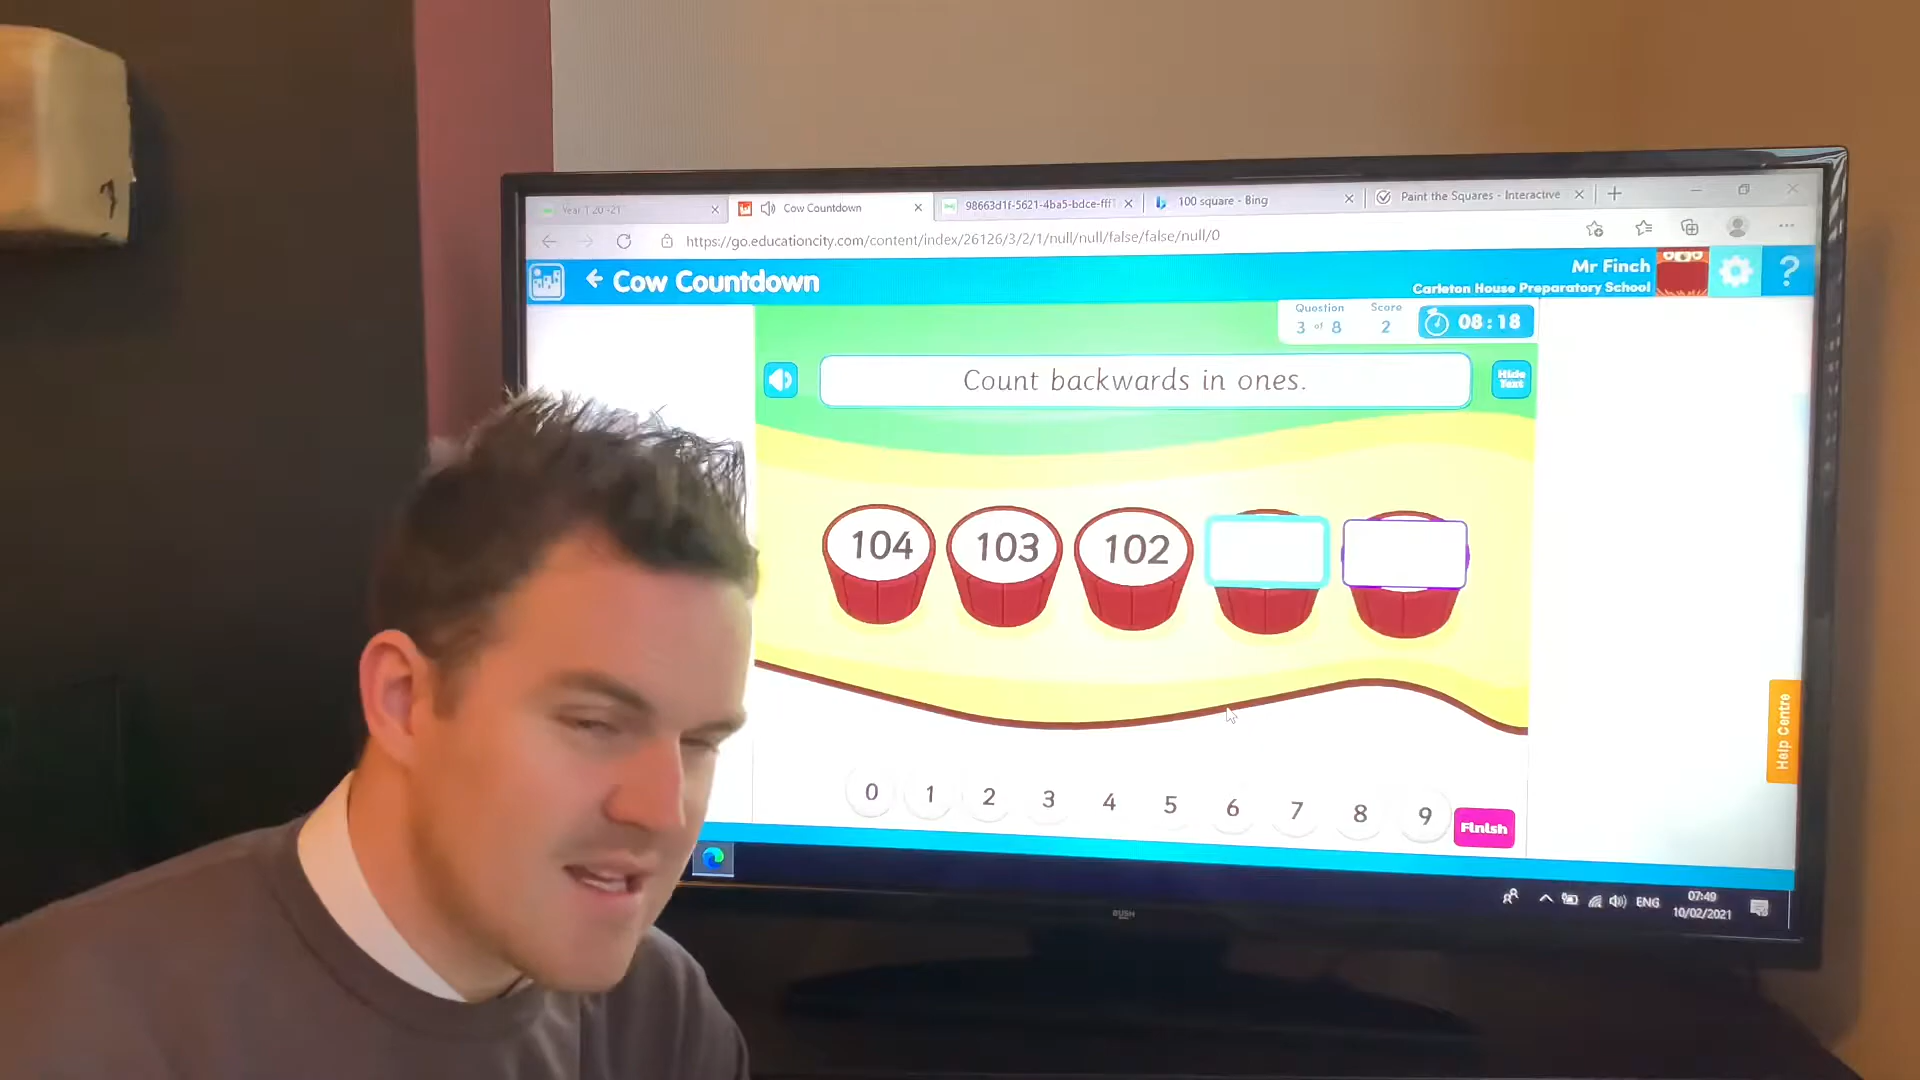 Year 1 20 -21
Cow Countdown
98663d1f-5621-4ba5-bdce-fff1
100 square - Bing
Paint the Squares - Interactive
https://go.educationcity.com/content/index/26126/3/2/1/null/null/false/false/null/0
Cow Countdown
Mr Finch
Carleton House Preparatory School
?
Question
3 of 8
Score
2
08:18
Count backwards in ones.
Hide
Text
104 103 102
0 1 2 3 4 5 6 7 8 9
Finish
Help Centre
ENG
07:49
10/02/2021
BUSH